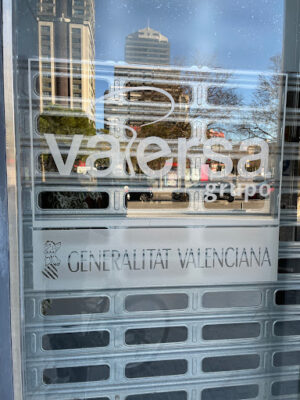 vaersa
grupo
GENERALITAT VALENCIANA